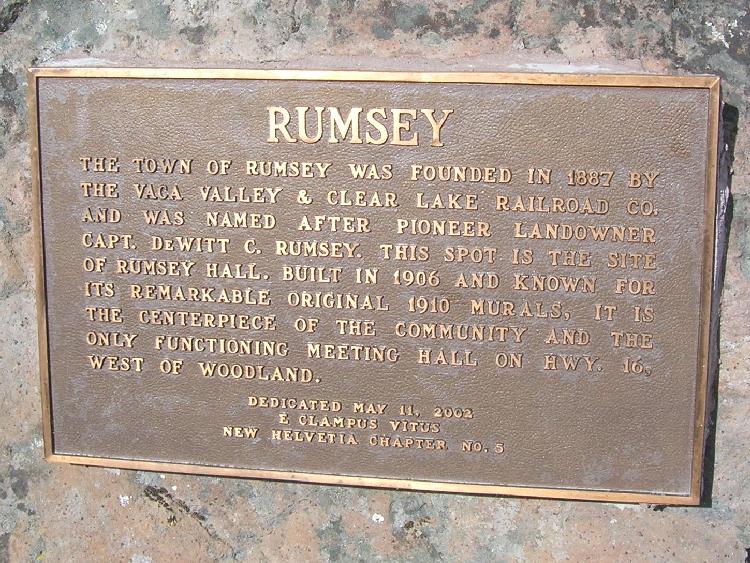 RUMSEY
THE TOWN OF RUMSEY WAS FOUNDED IN 1887 BY
THE VACA VALLEY & CLEAR LAKE RAILROAD CO.
AND WAS NAMED AFTER PIONEER LANDOWNER
CAPT. DEWITT C. RUMSEY. THIS SPOT IS THE SITE
OF RUMSEY HALL. BUILT IN 1906 AND KNOWN FOR
ITS REMARKABLE ORIGINAL 1910 MURALS, IT IS
THE CENTERPIECE OF THE COMMUNITY AND THE
ONLY FUNCTIONING MEETING HALL ON HWY. 16,
WEST OF WOODLAND.
DEDICATED MAY 11, 2002
E CLAMPUS VITUS
NEW HELVETIA CHAPTER NO. 5